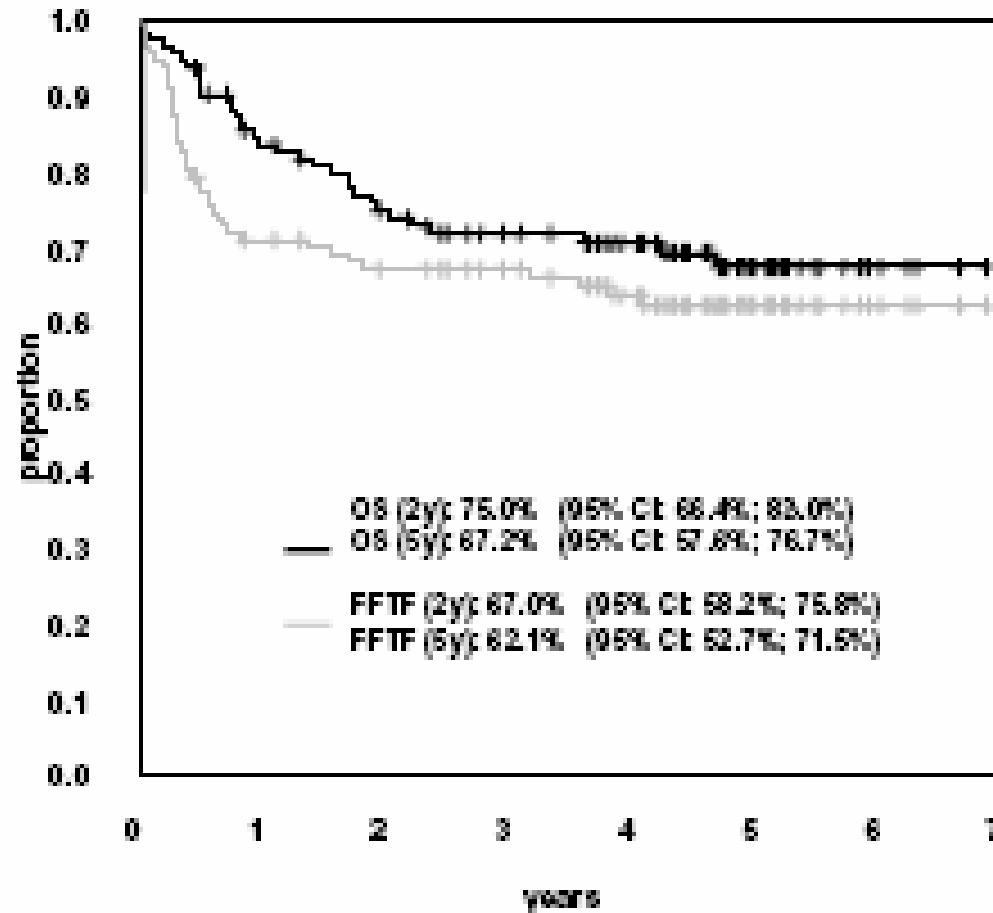 1.0
0.9
0.8
0.7
0.6
0.5
0.4
0.3
0.2
0.1
0.0
proportion
OS (2y): 75.0% (95% CI: 66.4%; 83.0%)
OS (5y): 67.2% (95% CI: 57.6%; 76.7%)
FFTF (2y): 67.0% (95% CI: 58.2%; 75.8%)
FFTF (5y): 62.1% (95% CI: 52.7%; 71.5%)
0 1 2 3 4 5 6 7
years